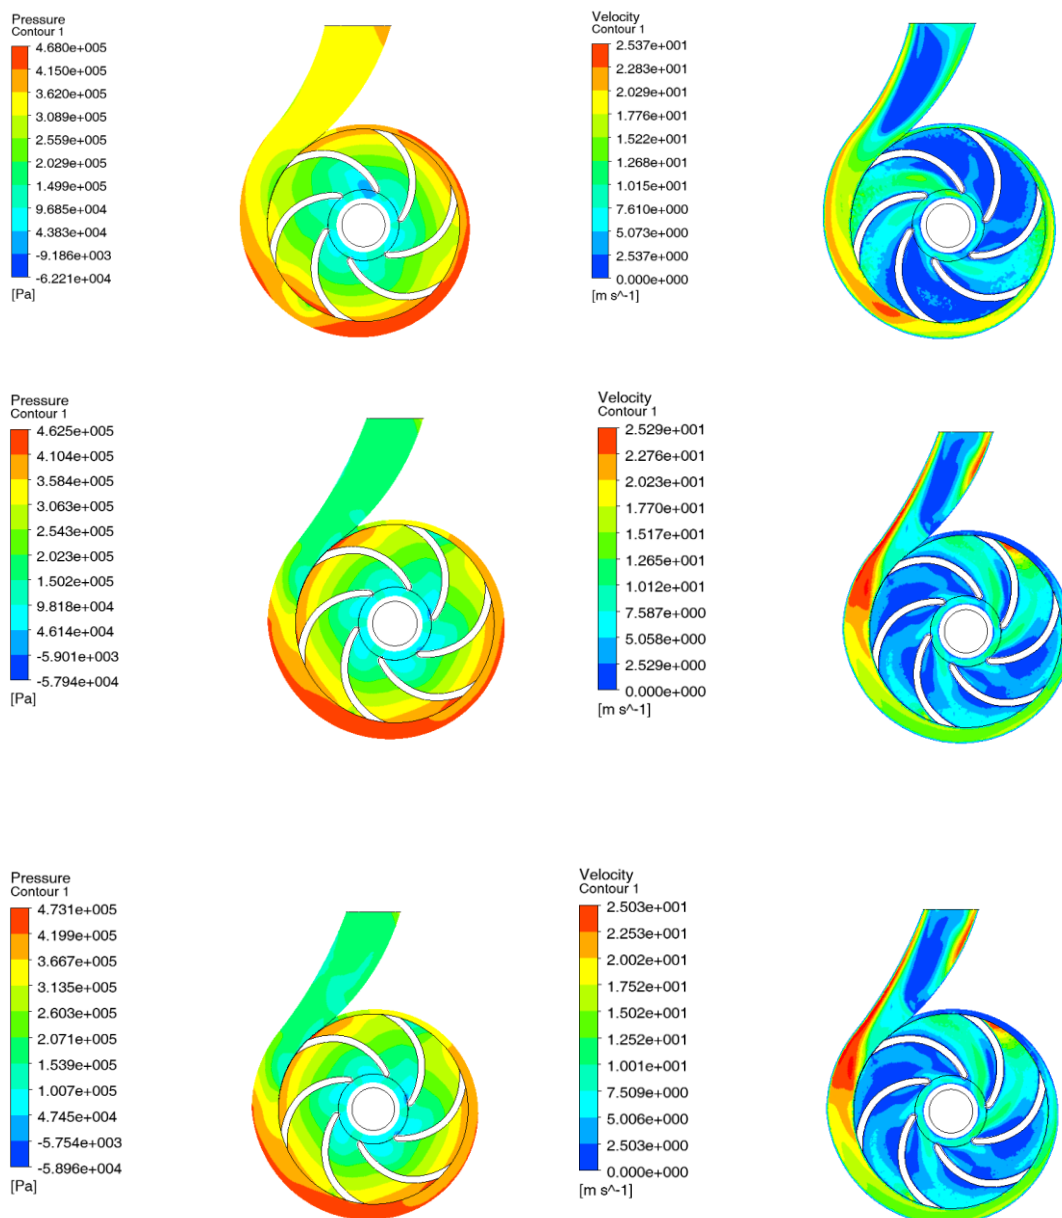 Pressure
Contour 1
4.680e+005
4.150e+005
3.620e+005
3.089e+005
2.559e+005
2.029e+005
1.499e+005
9.685e+004
4.383e+004
-9.186e+003
-6.221e+004
[Pa]
Velocity
Contour 1
2.537e+001
2.283e+001
2.029e+001
1.776e+001
1.522e+001
1.268e+001
1.015e+001
7.610e+000
5.073e+000
2.537e+000
0.000e+000
[m s^-1]
Pressure
Contour 1
4.625e+005
4.104e+005
3.584e+005
3.063e+005
2.543e+005
2.023e+005
1.502e+005
9.818e+004
4.614e+004
-5.901e+003
-5.794e+004
[Pa]
Velocity
Contour 1
2.529e+001
2.276e+001
2.023e+001
1.770e+001
1.517e+001
1.265e+001
1.012e+001
7.587e+000
5.058e+000
2.529e+000
0.000e+000
[m s^-1]
Pressure
Contour 1
4.731e+005
4.199e+005
3.667e+005
3.135e+005
2.603e+005
2.071e+005
1.539e+005
1.007e+005
4.745e+004
-5.754e+003
-5.896e+004
[Pa]
Velocity
Contour 1
2.503e+001
2.253e+001
2.002e+001
1.752e+001
1.502e+001
1.252e+001
1.001e+001
7.509e+000
5.006e+000
2.503e+000
0.000e+000
[m s^-1]